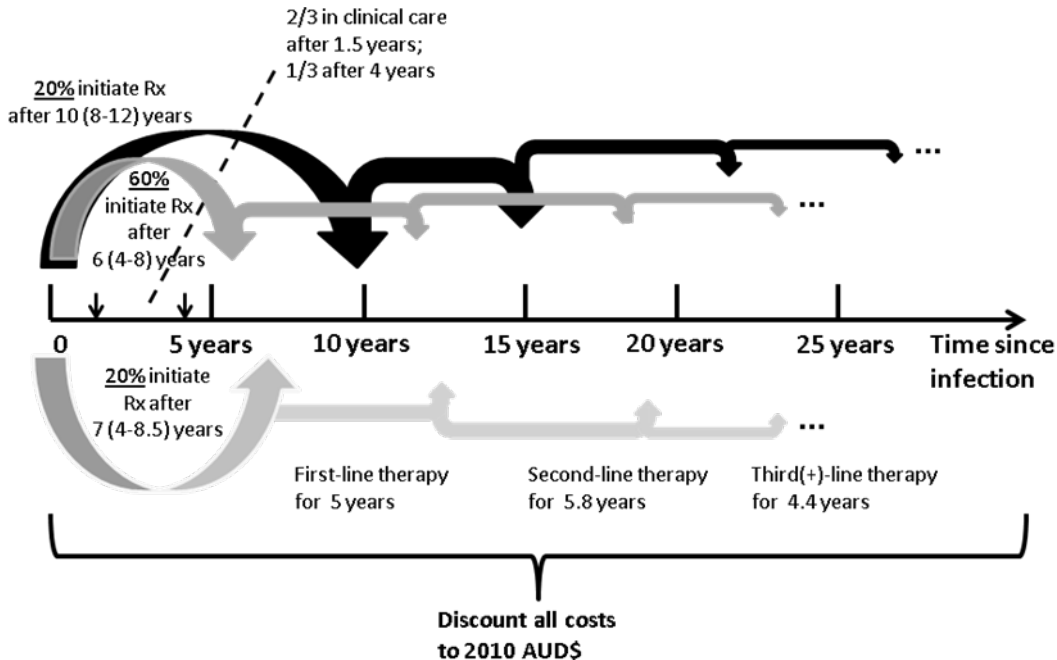 2/3 in clinical care
after 1.5 years;
1/3 after 4 years
20% initiate Rx
after 10 (8-12) years
60%
initiate Rx
after
6 (4-8) years
...
...
0
5 years
10 years
15 years
20 years
25 years
Time since
infection
20% initiate
Rx after
7 (4-8.5) years
...
First-line therapy
for 5 years
Second-line therapy
for 5.8 years
Third(+)-line therapy
for 4.4 years
Discount all costs
to 2010 AUD$